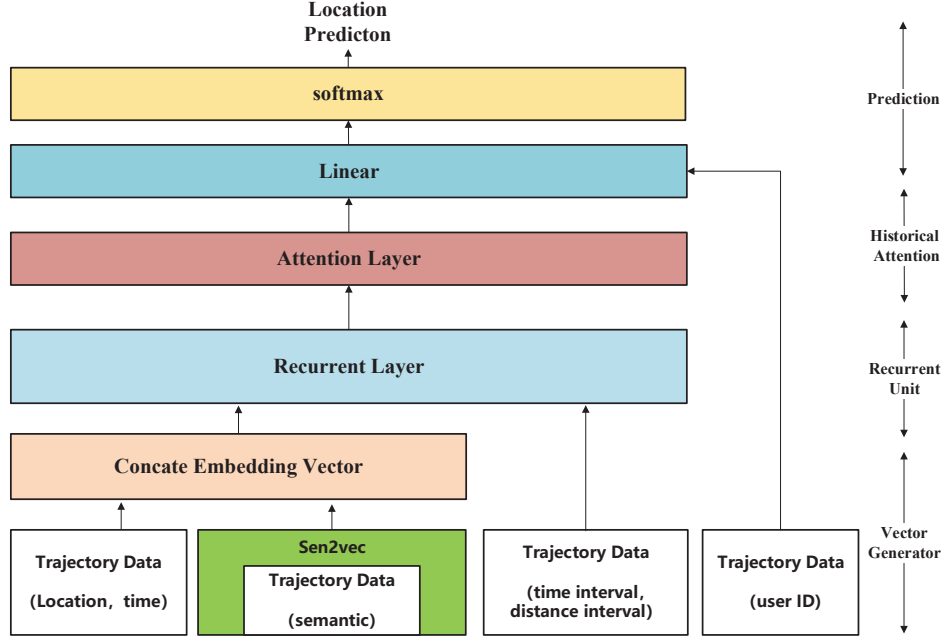 Location
Predicton
softmax
Prediction
Linear
Attention Layer
Historical
Attention
Recurrent Layer
Recurrent
Unit
Concate Embedding Vector
Trajectory Data
(Location, time)
Sen2vec
Trajectory Data
(semantic)
Trajectory Data
(time interval,
distance interval)
Trajectory Data
(user ID)
Vector
Generator